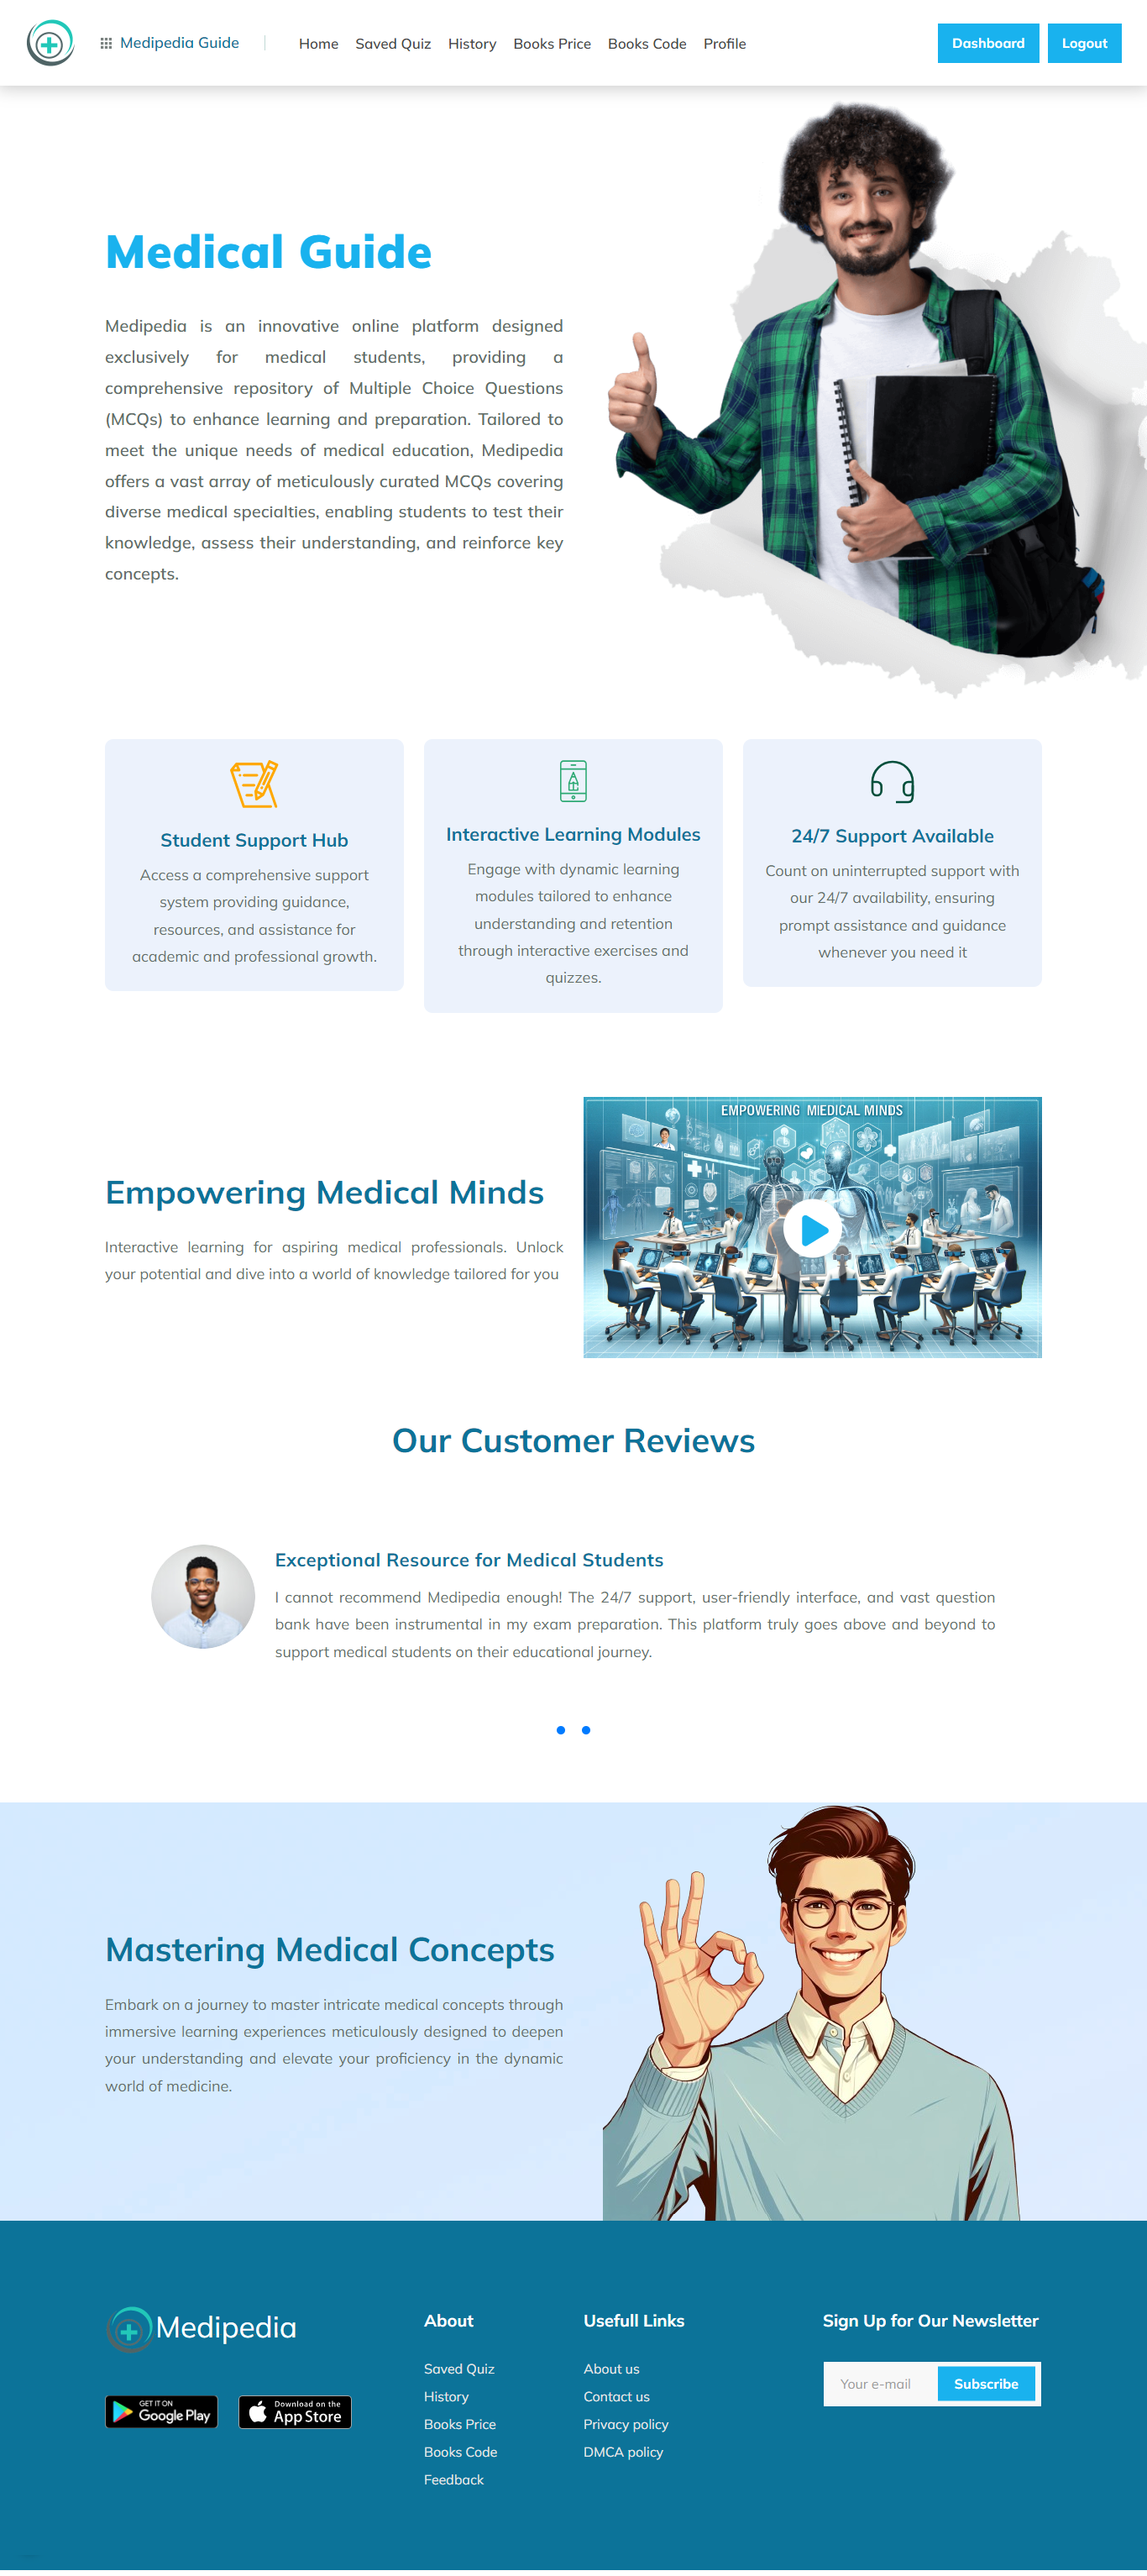 Medipedia Guide
Home Saved Quiz History Books Price Books Code Profile
Dashboard Logout
Medical Guide
Medipedia is an innovative online platform designed
exclusively for medical students, providing a
comprehensive repository of Multiple Choice Questions
(MCQs) to enhance learning and preparation. Tailored to
meet the unique needs of medical education, Medipedia
offers a vast array of meticulously curated MCQs covering
diverse medical specialties, enabling students to test their
knowledge, assess their understanding, and reinforce key
concepts.
Student Support Hub
Access a comprehensive support
system providing guidance,
resources, and assistance for
academic and professional growth.
Interactive Learning Modules
Engage with dynamic learning
modules tailored to enhance
understanding and retention
through interactive exercises and
quizzes.
24/7 Support Available
Count on uninterrupted support with
our 24/7 availability, ensuring
prompt assistance and guidance
whenever you need it
Empowering Medical Minds
Interactive learning for aspiring medical professionals. Unlock
your potential and dive into a world of knowledge tailored for you
EMPOWERING MIEDICAL MINDS
Our Customer Reviews
Exceptional Resource for Medical Students
I cannot recommend Medipedia enough! The 24/7 support, user-friendly interface, and vast question
bank have been instrumental in my exam preparation. This platform truly goes above and beyond to
support medical students on their educational journey.
Mastering Medical Concepts
Embark on a journey to master intricate medical concepts through
immersive learning experiences meticulously designed to deepen
your understanding and elevate your proficiency in the dynamic
world of medicine.
Medipedia
GET IT ON
Google Play
Download on the
App Store
About
Saved Quiz
History
Books Price
Books Code
Feedback
Usefull Links
About us
Contact us
Privacy policy
DMCA policy
Sign Up for Our Newsletter
Your e-mail
Subscribe